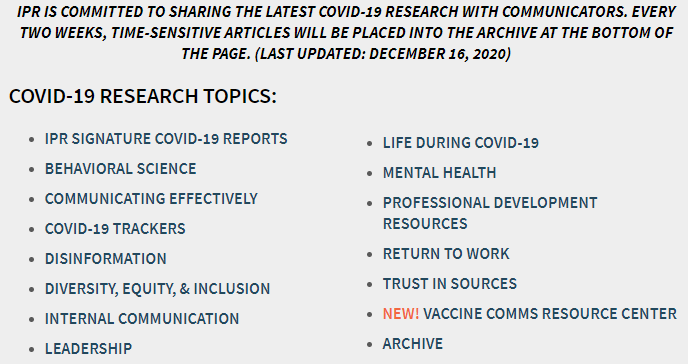 IPR IS COMMITTED TO SHARING THE LATEST COVID-19 RESEARCH WITH COMMUNICATORS. EVERY
TWO WEEKS, TIME-SENSITIVE ARTICLES WILL BE PLACED INTO THE ARCHIVE AT THE BOTTOM OF
THE PAGE. (LAST UPDATED: DECEMBER 16, 2020)
COVID-19 RESEARCH TOPICS:
• IPR SIGNATURE COVID-19 REPORTS
• BEHAVIORAL SCIENCE
• COMMUNICATING EFFECTIVELY
• COVID-19 TRACKERS
• DISINFORMATION
• DIVERSITY, EQUITY, & INCLUSION
• INTERNAL COMMUNICATION
• LEADERSHIP
• LIFE DURING COVID-19
• MENTAL HEALTH
• PROFESSIONAL DEVELOPMENT
RESOURCES
• RETURN TO WORK
• TRUST IN SOURCES
• NEW! VACCINE COMMS RESOURCE CENTER
• ARCHIVE